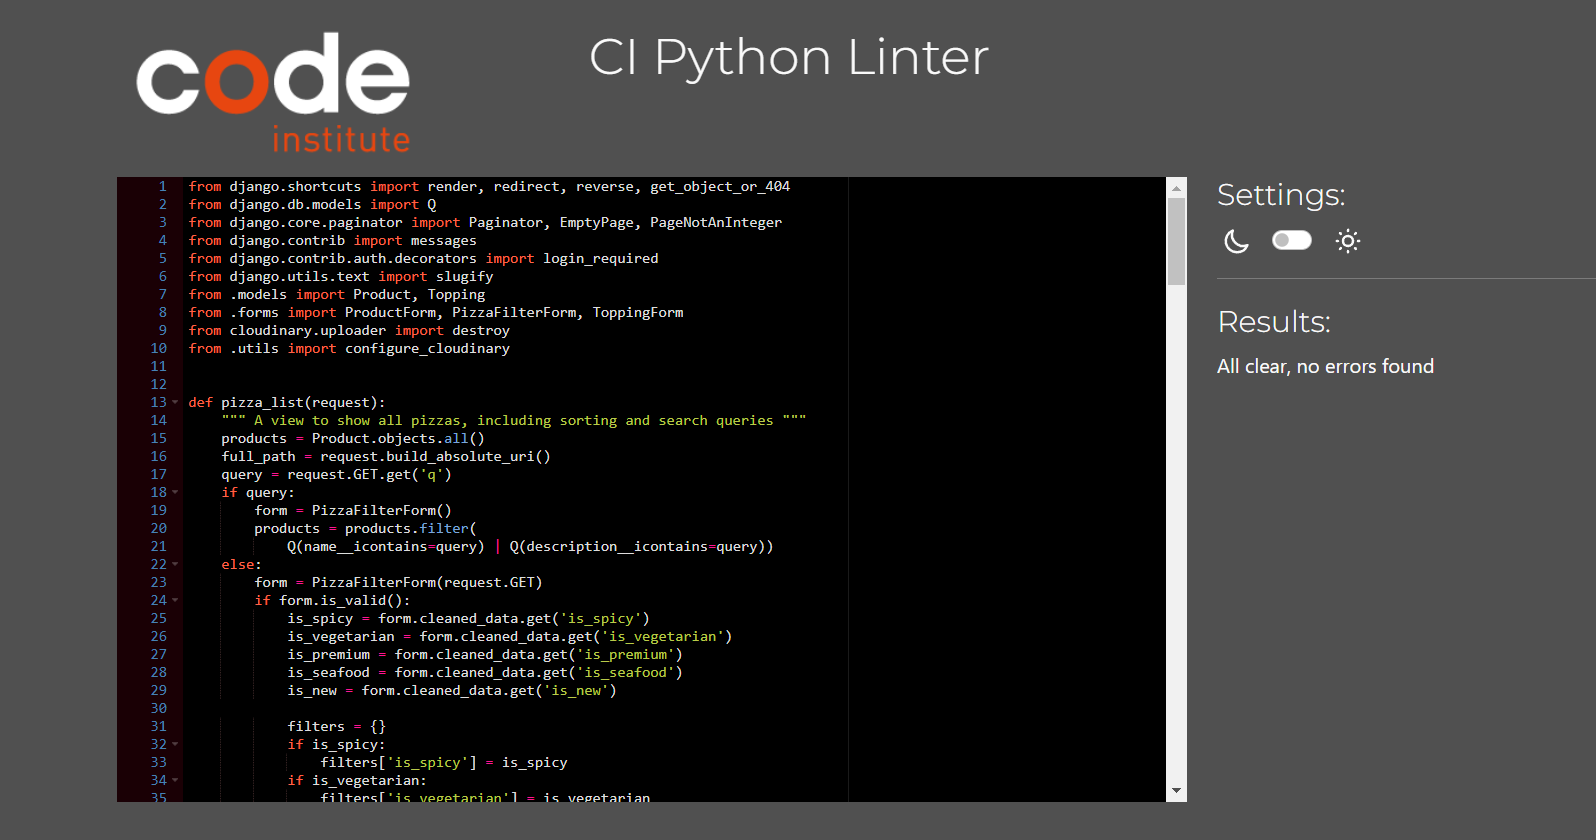 code
institute
CI Python Linter
1 from django.shortcuts import render, redirect, reverse, get_object_or_404
2 from django.db.models import Q
3 from django.core.paginator import Paginator, EmptyPage, PageNotAnInteger
4 from django.contrib import messages
5 from django.contrib.auth.decorators import login_required
6 from django.utils.text import slugify
7 from .models import Product, Topping
8 from .forms import ProductForm, PizzaFilterForm, ToppingForm
9 from cloudinary.uploader import destroy
10 from .utils import configure_cloudinary
11
12
13 def pizza_list(request):
14     """ A view to show all pizzas, including sorting and search queries """
15     products = Product.objects.all()
16     full_path = request.build_absolute_uri()
17     query = request.GET.get('q')
18     if query:
19         form = PizzaFilterForm()
20         products = products.filter(
21             Q(name__icontains=query) | Q(description__icontains=query))
22     else:
23         form = PizzaFilterForm(request.GET)
24         if form.is_valid():
25             is_spicy = form.cleaned_data.get('is_spicy')
26             is_vegetarian = form.cleaned_data.get('is_vegetarian')
27             is_premium = form.cleaned_data.get('is_premium')
28             is_seafood = form.cleaned_data.get('is_seafood')
29             is_new = form.cleaned_data.get('is_new')
30
31             filters = {}
32             if is_spicy:
33                 filters['is_spicy'] = is_spicy
34             if is_vegetarian:
35                 filters['is_vegetarian'] = is_vegetarian
Settings:
Results:
All clear, no errors found